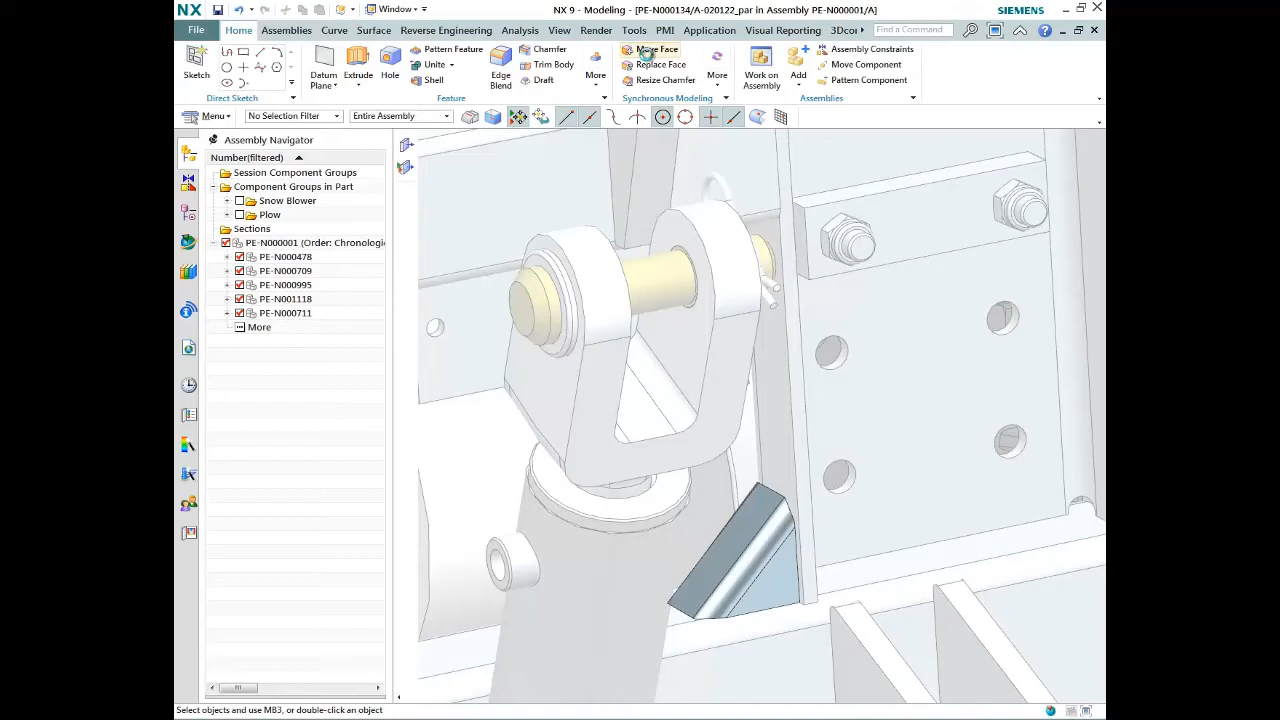 NX
Window
NX 9 - Modeling - [PE-N000134/A-020122_par in Assembly PE-N000001/A]
SIEMENS
File Home Assemblies Curve Surface Reverse Engineering Analysis View Render Tools PMI Application Visual Reporting 3Dco Find a Command
Sketch
Direct Sketch
Datum Plane
Extrude
Hole
Pattern Feature
Unite
Shell
Edge Blend
Chamfer
Trim Body
Draft
More
Feature
Move Face
Replace Face
Resize Chamfer
More
Synchronous Modeling
Work on Assembly
Add
Assembly Constraints
Move Component
Pattern Component
Assemblies
Menu No Selection Filter Entire Assembly
Assembly Navigator
Number(filtered)
Session Component Groups
Component Groups in Part
Snow Blower
Plow
Sections
PE-N000001 (Order: Chronologi
PE-N000478
PE-N000709
PE-N000995
PE-N001118
PE-N000711
More
Select objects and use MB3, or double-click an object